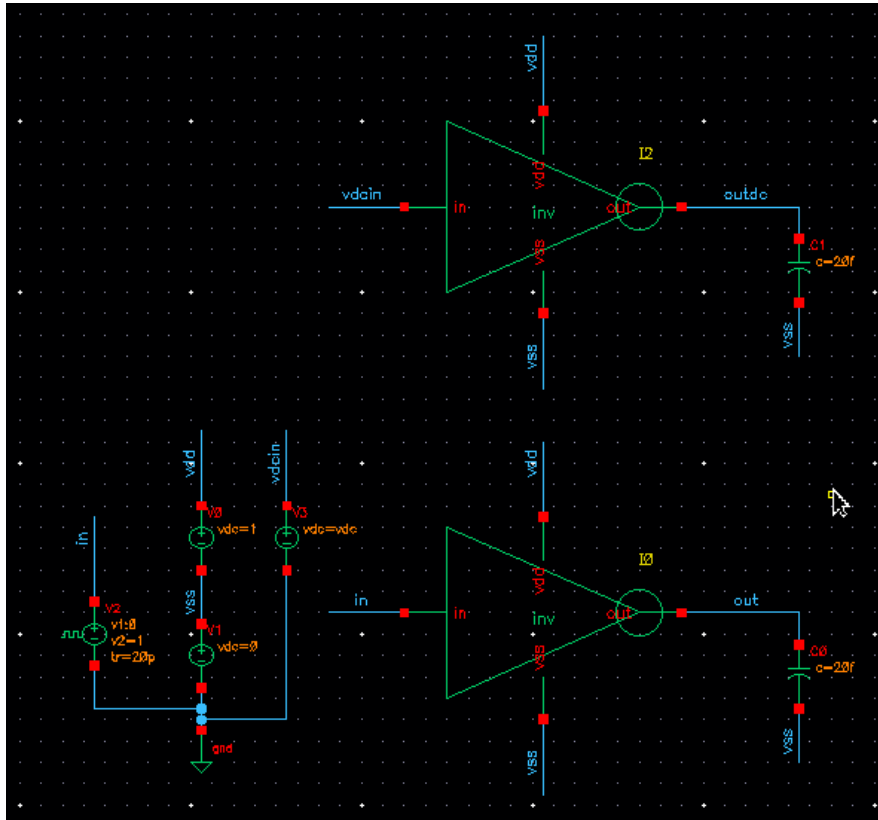 vdd
I2
vdcin
in
vdd
inv
out
outdc
vss
C1
c=20f
vss
vss
vdd
vdcin
vdd
V0
vdc=1
V3
vdc=vdc
in
I0
vss
in
in
vdd
inv
out
out
V2
v1:0
v2=1
tr=20p
V1
vdc=0
vss
C0
c=20f
vss
vss
gnd